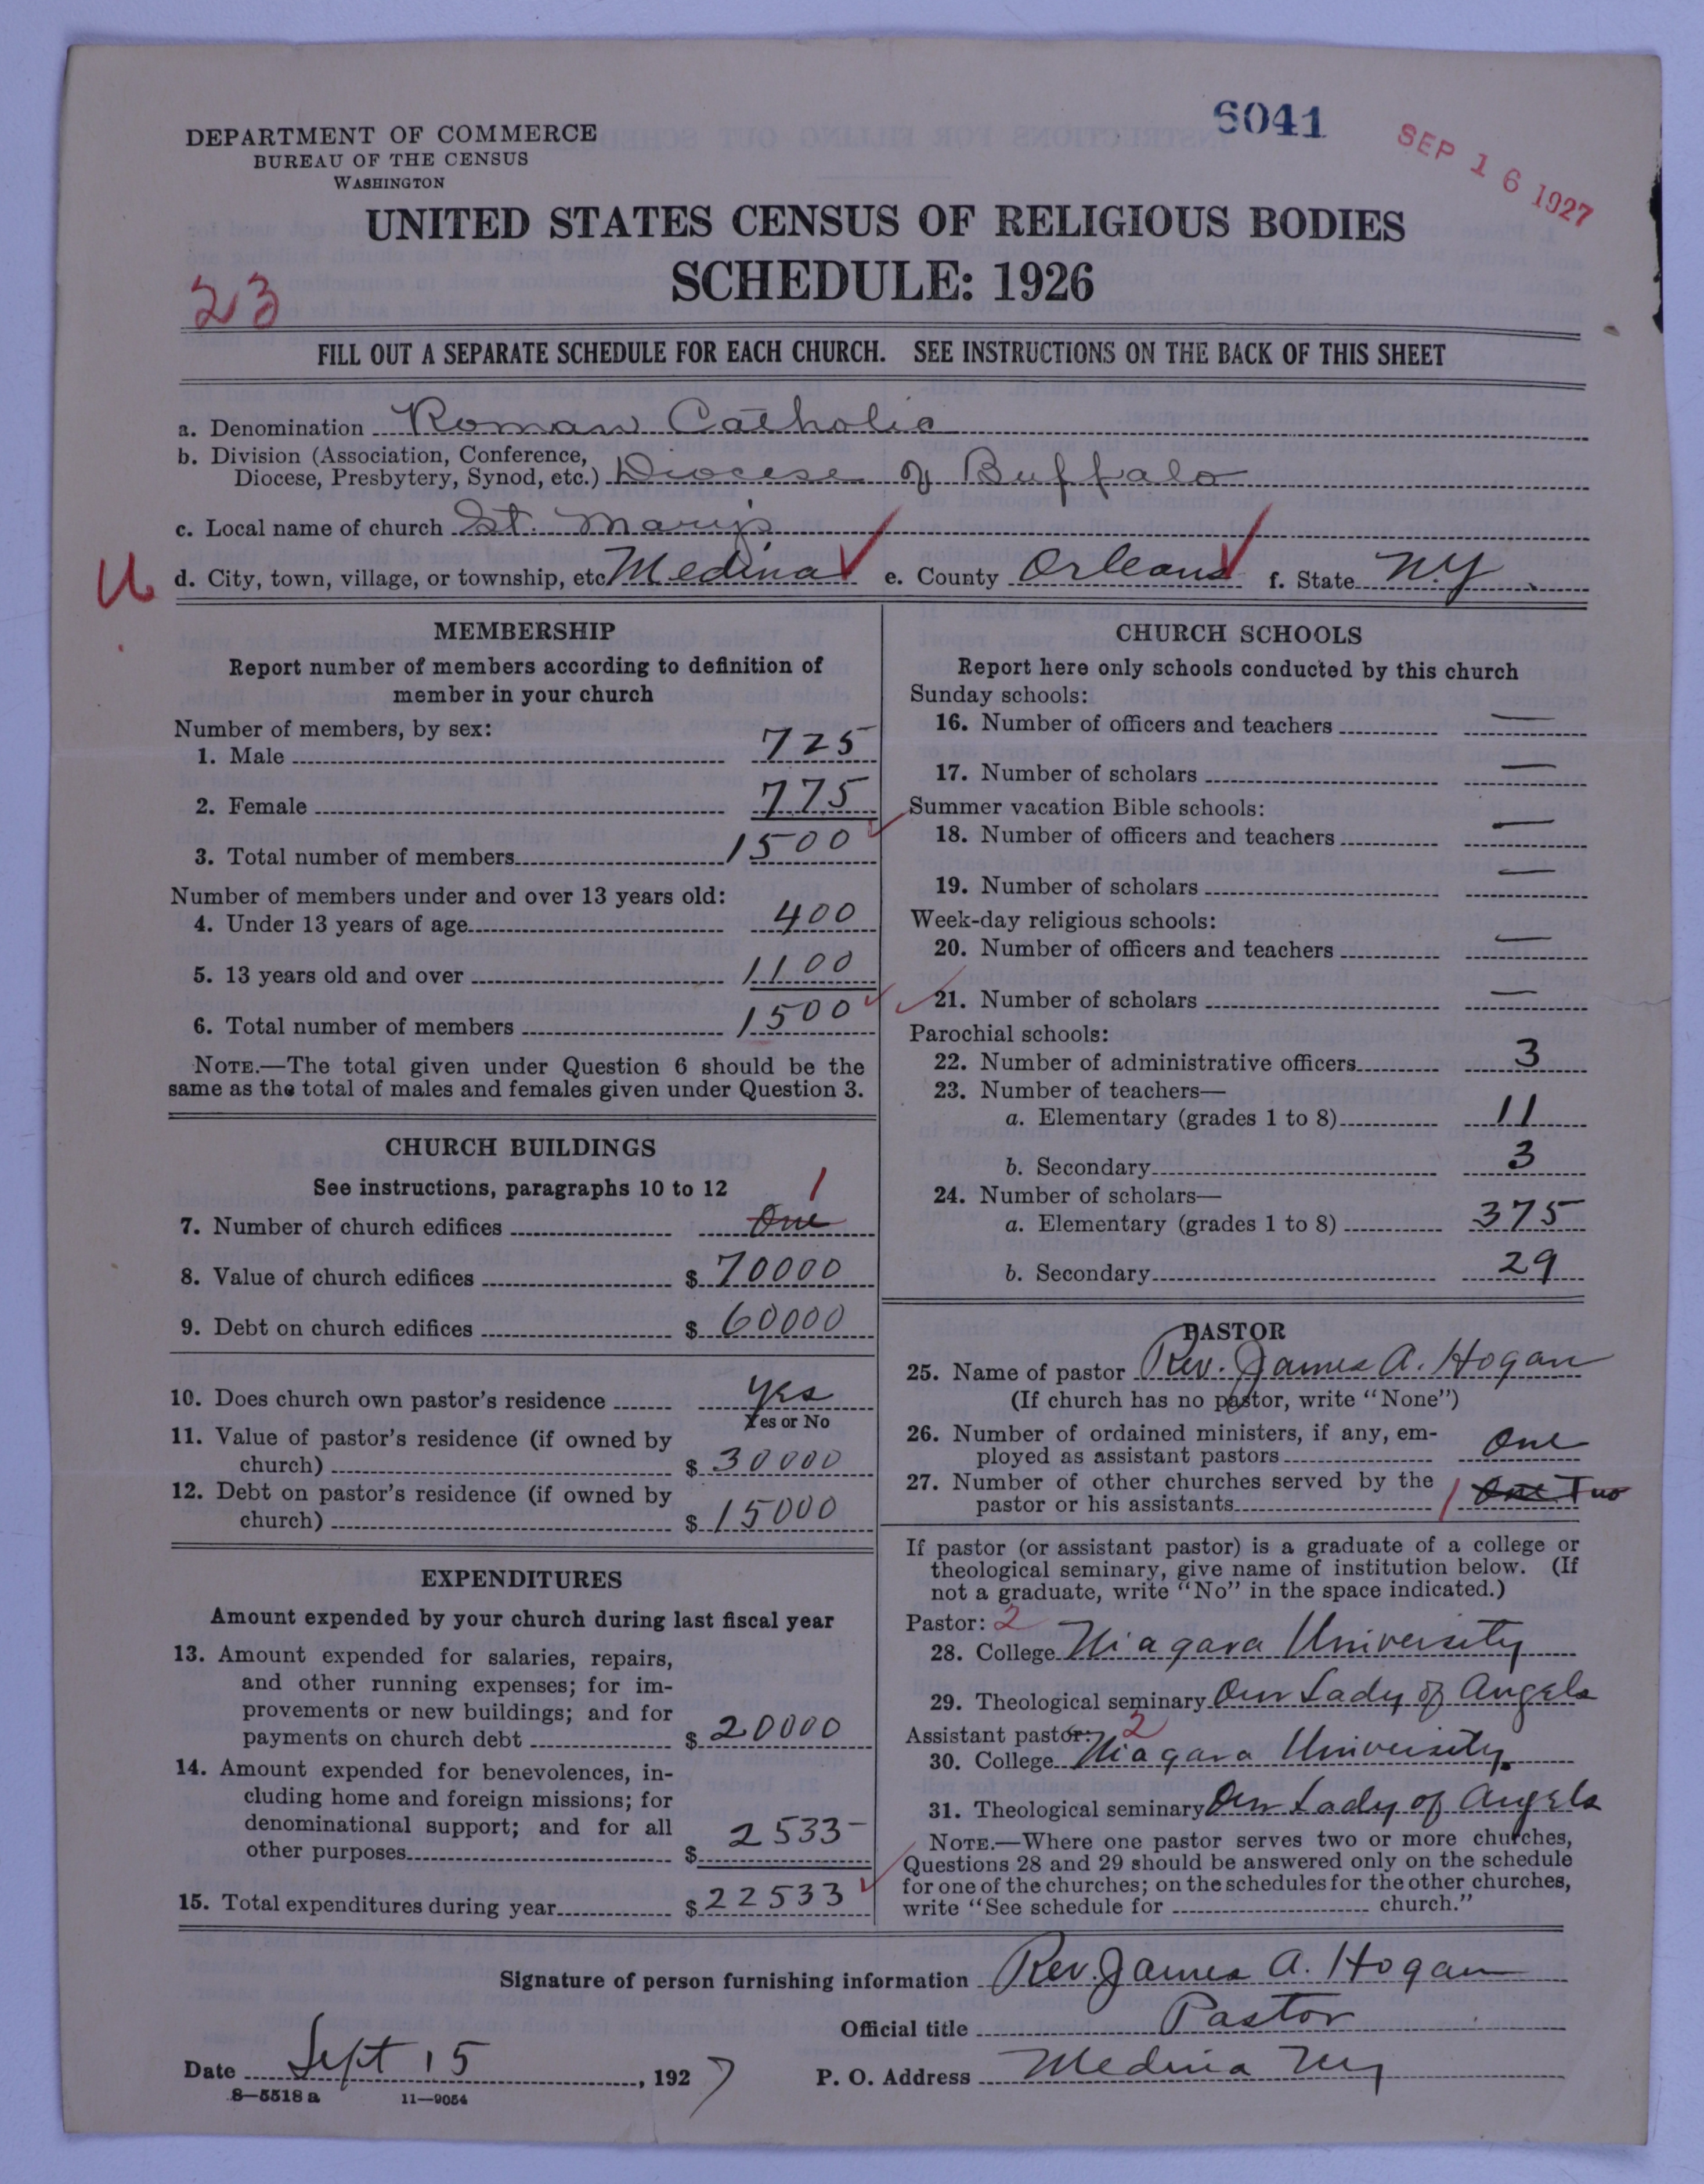 6041
SEP 16 1927
DEPARTMENT OF COMMERCE
BUREAU OF THE CENSUS
WASHINGTON
UNITED STATES CENSUS OF RELIGIOUS BODIES
SCHEDULE: 1926
23
FILL OUT A SEPARATE SCHEDULE FOR EACH CHURCH. SEE INSTRUCTIONS ON THE BACK OF THIS SHEET
a. Denomination Roman Catholic
b. Division (Association, Conference,
Diocese, Presbytery, Synod, etc.) Diocese of Buffalo
c. Local name of church St. Mary's
U d. City, town, village, or township, etc. Medina e. County Orleans f. State N.Y.
MEMBERSHIP
Report number of members according to definition of
member in your church
Number of members, by sex:
1. Male 725
2. Female 775
3. Total number of members 1500
Number of members under and over 13 years old:
4. Under 13 years of age 400
5. 13 years old and over 1100
6. Total number of members 1500
NOTE.—The total given under Question 6 should be the
same as the total of males and females given under Question 3.
CHURCH BUILDINGS
See instructions, paragraphs 10 to 12
7. Number of church edifices One 1
8. Value of church edifices $ 70000
9. Debt on church edifices $ 60000
10. Does church own pastor's residence yes
Yes or No
11. Value of pastor's residence (if owned by
church) $ 30000
12. Debt on pastor's residence (if owned by
church) $ 15000
EXPENDITURES
Amount expended by your church during last fiscal year
13. Amount expended for salaries, repairs,
and other running expenses; for im-
provements or new buildings; and for
payments on church debt $ 20000
14. Amount expended for benevolences, in-
cluding home and foreign missions; for
denominational support; and for all
other purposes $ 2533-
15. Total expenditures during year $ 22533
CHURCH SCHOOLS
Report here only schools conducted by this church
Sunday schools:
16. Number of officers and teachers —
17. Number of scholars —
Summer vacation Bible schools:
18. Number of officers and teachers —
19. Number of scholars —
Week-day religious schools:
20. Number of officers and teachers —
21. Number of scholars —
Parochial schools:
22. Number of administrative officers 3
23. Number of teachers—
a. Elementary (grades 1 to 8) 11
b. Secondary 3
24. Number of scholars—
a. Elementary (grades 1 to 8) 375
b. Secondary 29
PASTOR
25. Name of pastor Rev. James A. Hogan
(If church has no pastor, write "None")
26. Number of ordained ministers, if any, em-
ployed as assistant pastors One
27. Number of other churches served by the
pastor or his assistants 1 One Two
If pastor (or assistant pastor) is a graduate of a college or
theological seminary, give name of institution below. (If
not a graduate, write "No" in the space indicated.)
Pastor: 2
28. College Niagara University
29. Theological seminary Our Lady of Angels
Assistant pastor: 2
30. College Niagara University
31. Theological seminary Our Lady of Angels
NOTE.—Where one pastor serves two or more churches,
Questions 28 and 29 should be answered only on the schedule
for one of the churches; on the schedules for the other churches,
write "See schedule for church."
Signature of person furnishing information Rev. James A. Hogan
Official title Pastor
Date Sept 15, 1927 P. O. Address Medina NY
8-5518 a 11-9054